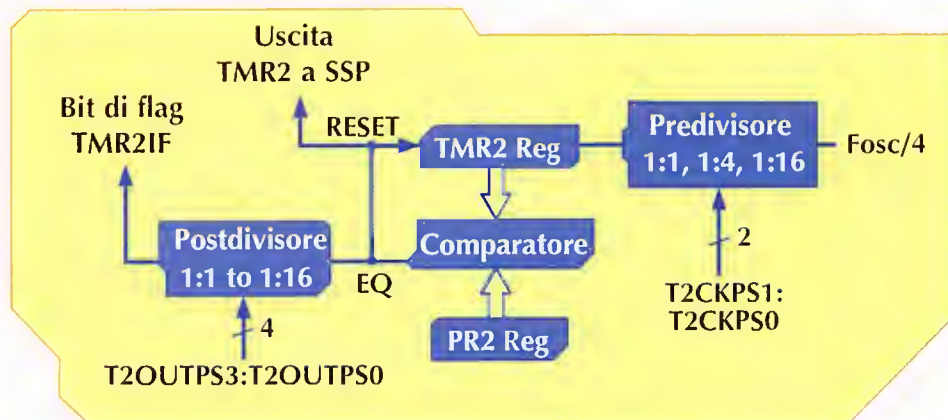 Uscita
TMR2 a SSP
Bit di flag
TMR2IF
RESET
TMR2 Reg
Predivisore
1:1, 1:4, 1:16
Fosc/4
Postdivisore
1:1 to 1:16
EQ
Comparatore
2
T2CKPS1:
T2CKPS0
4
PR2 Reg
T2OUTPS3:T2OUTPS0